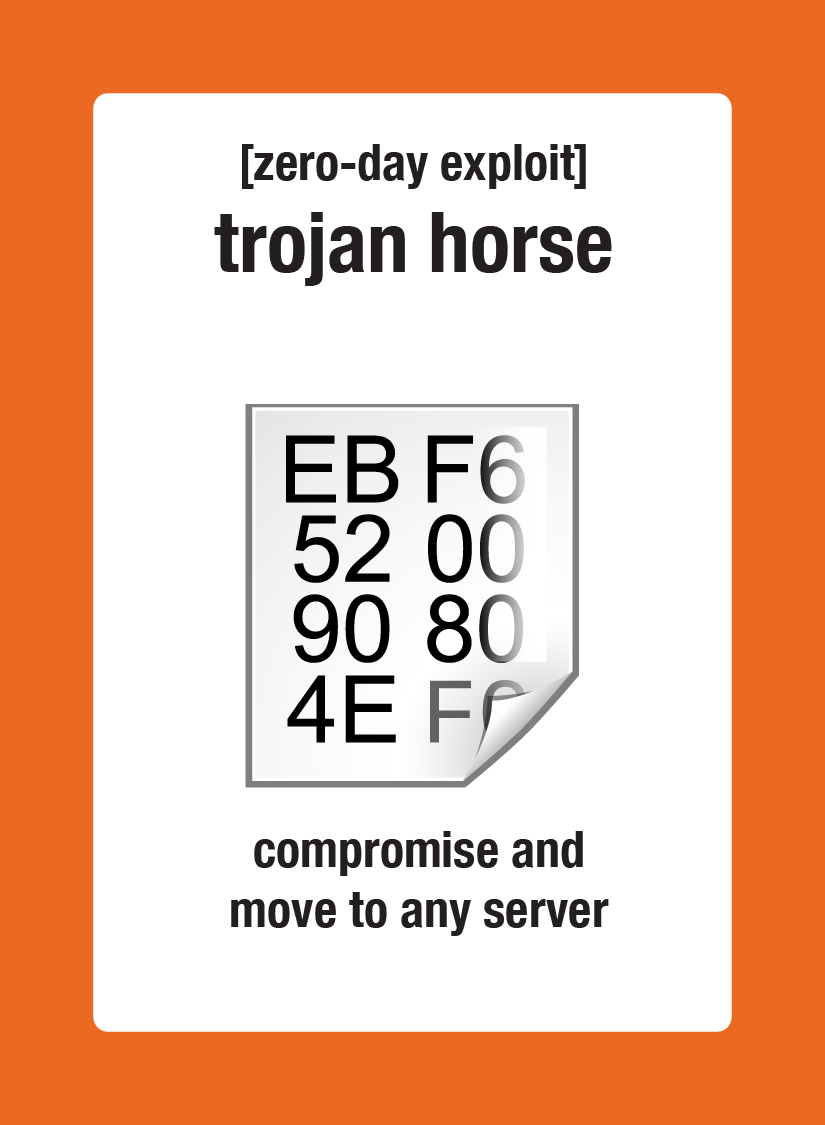 [zero-day exploit]
trojan horse
EB F6
52 00
90 80
4E F
compromise and
move to any server